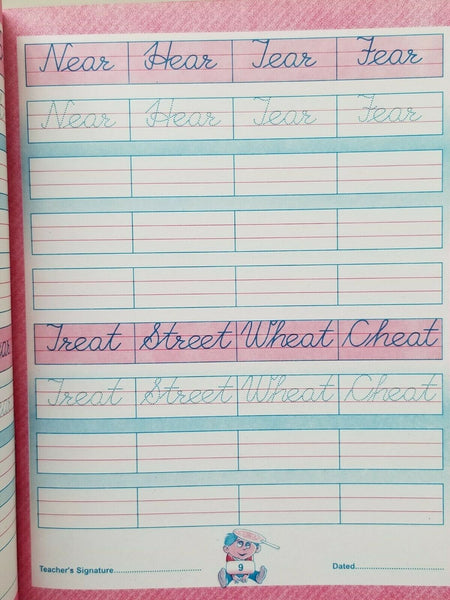 Near Hear Tear Fear
Near Hear Tear Fear
Treat Street Wheat Cheat
Treat Street Wheat Cheat
Teacher's Signature................................ 9 Dated........................................